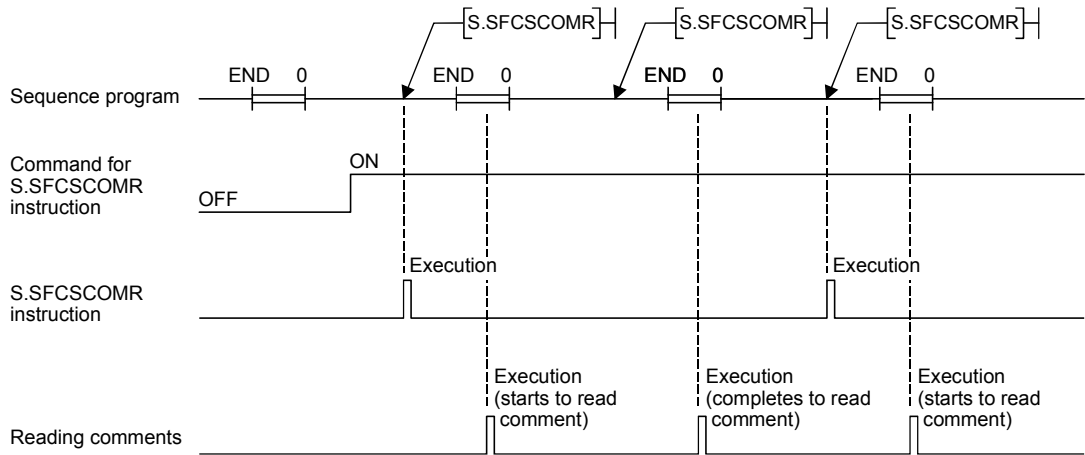 S.SFCSCOMR S.SFCSCOMR S.SFCSCOMR
END 0 END 0 END 0 END 0
Sequence program
Command for
S.SFCSCOMR
instruction
ON
OFF
Execution Execution
S.SFCSCOMR
instruction
Execution
(starts to read
comment)
Execution
(completes to read
comment)
Execution
(starts to read
comment)
Reading comments